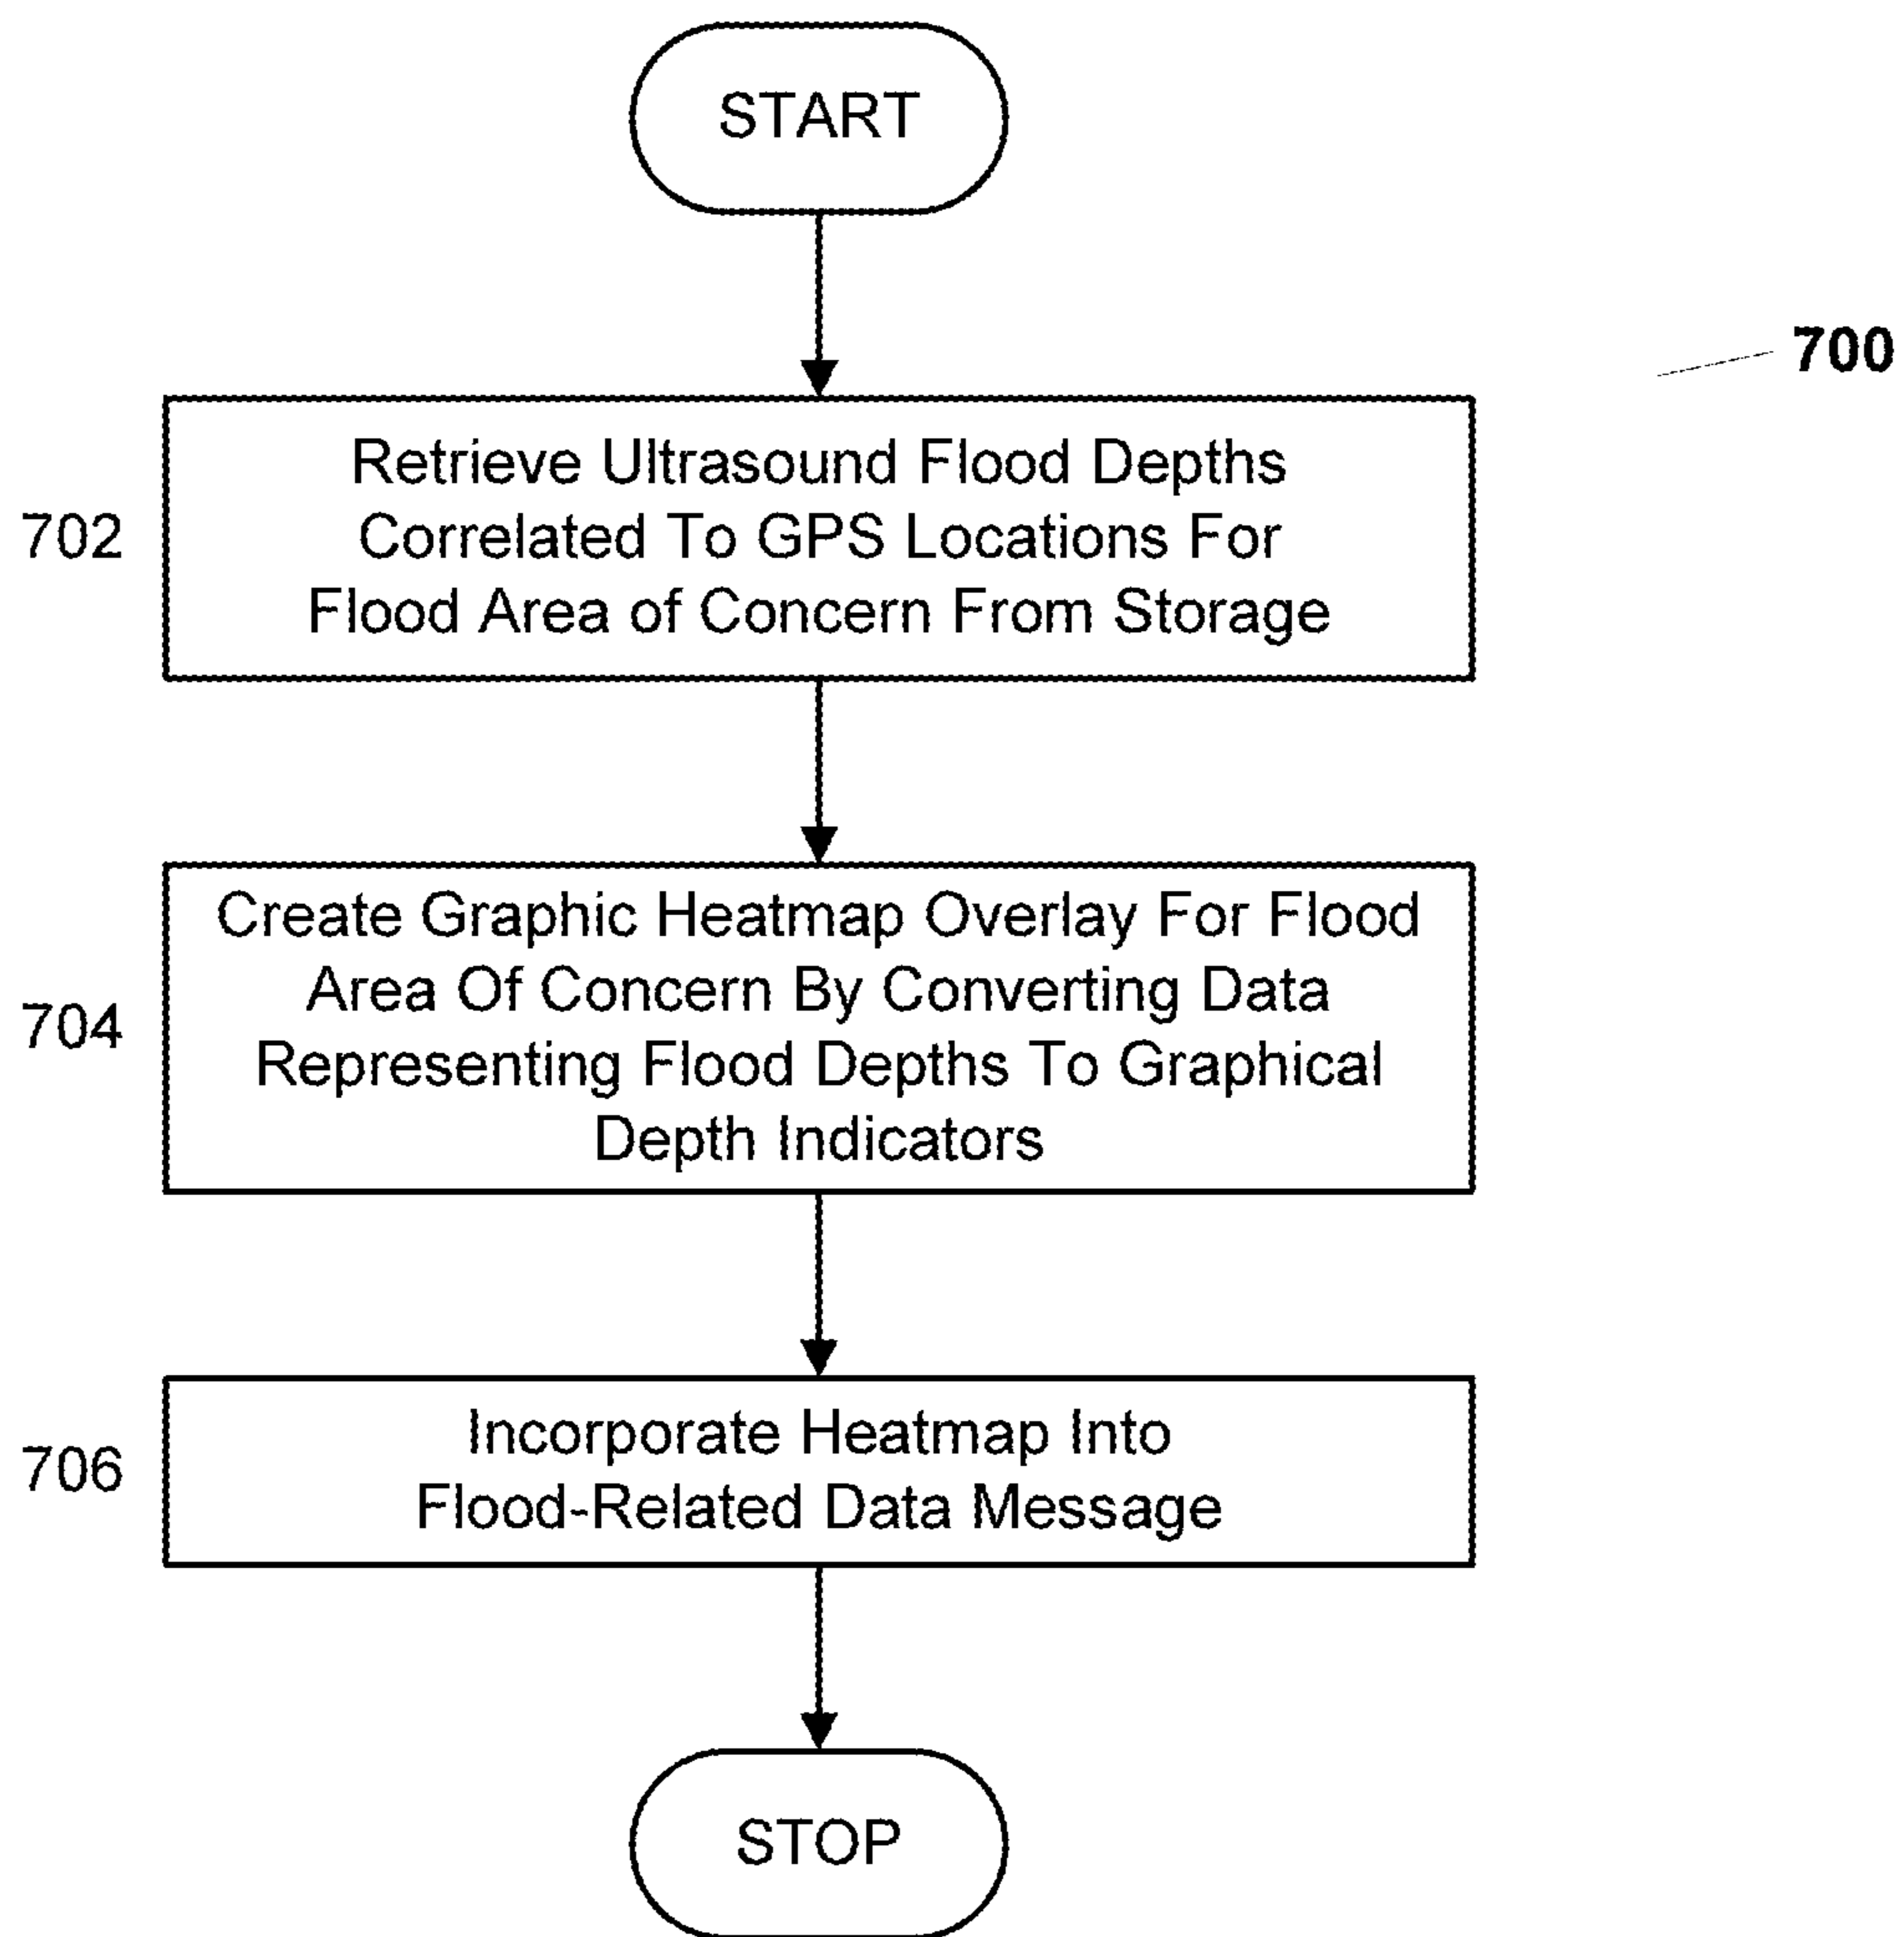 START
700
702
Retrieve Ultrasound Flood Depths
Correlated To GPS Locations For
Flood Area of Concern From Storage
704
Create Graphic Heatmap Overlay For Flood
Area Of Concern By Converting Data
Representing Flood Depths To Graphical
Depth Indicators
706
Incorporate Heatmap Into
Flood-Related Data Message
STOP